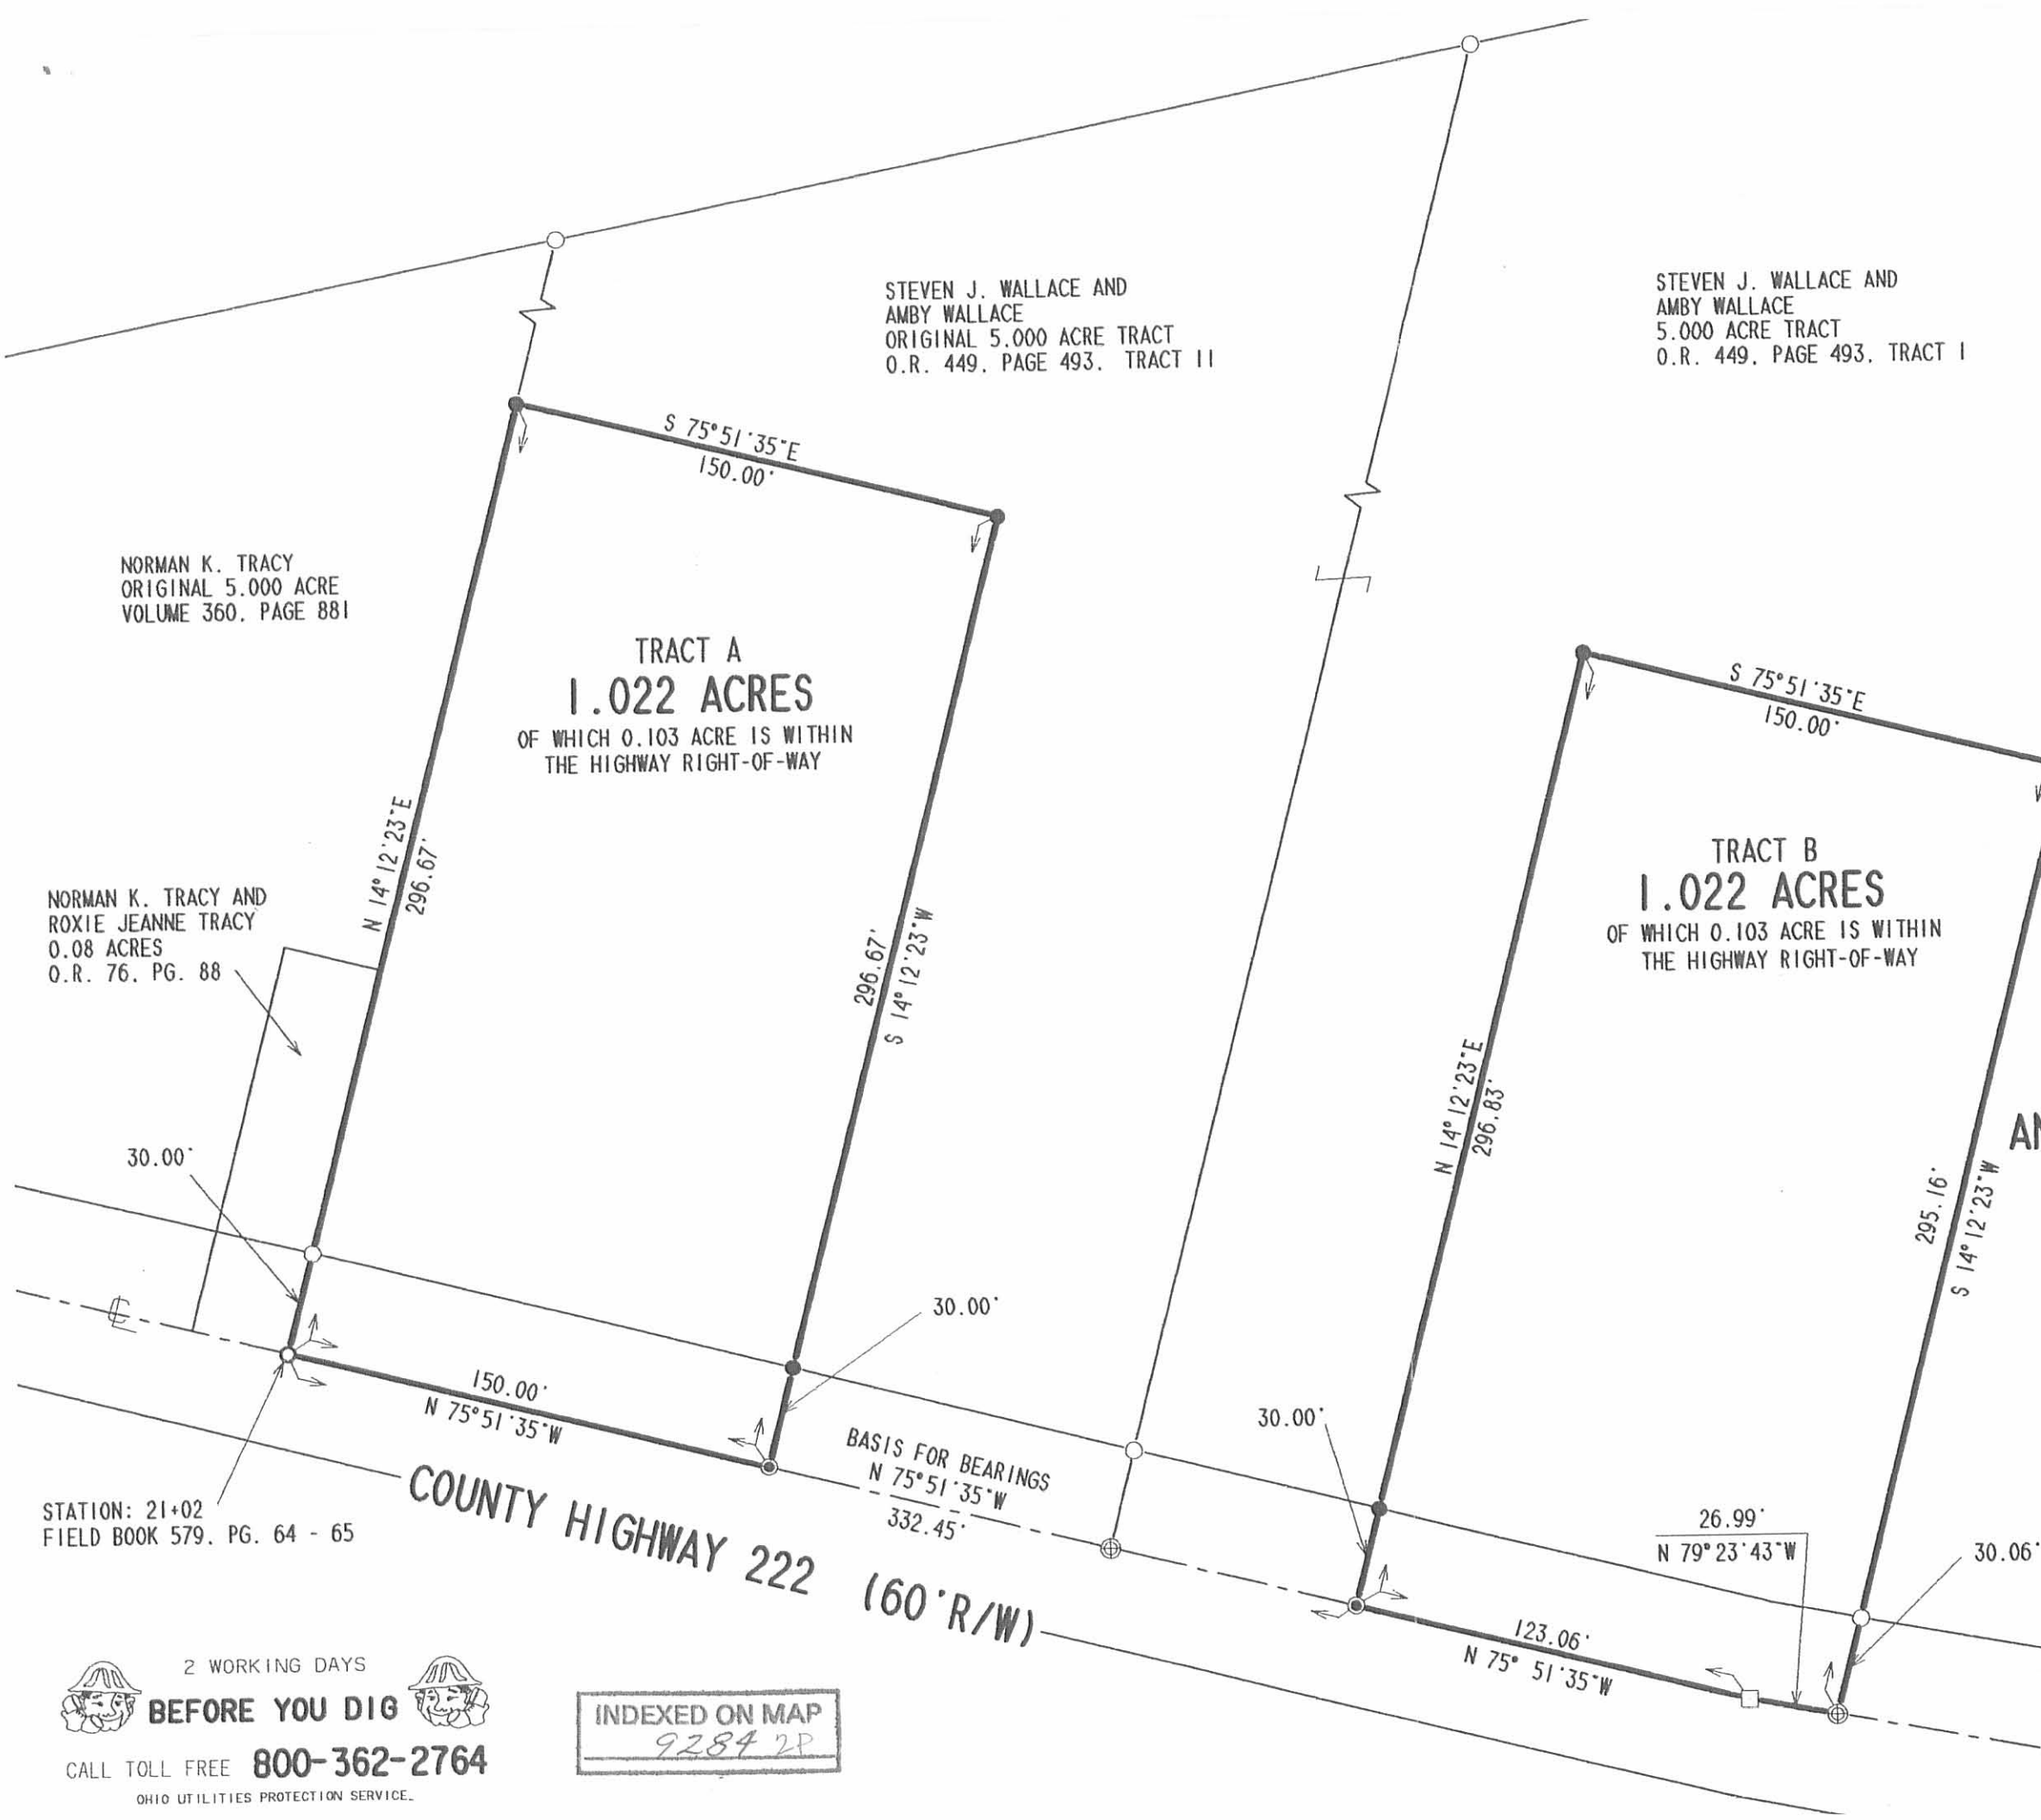 STEVEN J. WALLACE AND
AMBY WALLACE
ORIGINAL 5.000 ACRE TRACT
O.R. 449, PAGE 493, TRACT II
STEVEN J. WALLACE AND
AMBY WALLACE
5.000 ACRE TRACT
O.R. 449, PAGE 493, TRACT I
S 75°51'35"E
150.00'
NORMAN K. TRACY
ORIGINAL 5.000 ACRE
VOLUME 360, PAGE 881
TRACT A
1.022 ACRES
OF WHICH 0.103 ACRE IS WITHIN
THE HIGHWAY RIGHT-OF-WAY
S 75°51'35"E
150.00'
N 14°12'23"E
296.67'
TRACT B
1.022 ACRES
OF WHICH 0.103 ACRE IS WITHIN
THE HIGHWAY RIGHT-OF-WAY
NORMAN K. TRACY AND
ROXIE JEANNE TRACY
0.08 ACRES
O.R. 76, PG. 88
296.67'
S 14°12'23"W
N 14°12'23"E
296.83'
AN
295.16'
S 14°12'23"W
30.00'
30.00'
150.00'
N 75°51'35"W
BASIS FOR BEARINGS
N 75°51'35"W
332.45'
30.00'
26.99'
N 79°23'43"W
30.06'
STATION: 21+02
FIELD BOOK 579, PG. 64 - 65
COUNTY HIGHWAY 222 (60'R/W)
123.06'
N 75° 51'35"W
2 WORKING DAYS
BEFORE YOU DIG
CALL TOLL FREE 800-362-2764
OHIO UTILITIES PROTECTION SERVICE.
INDEXED ON MAP
9284 2P